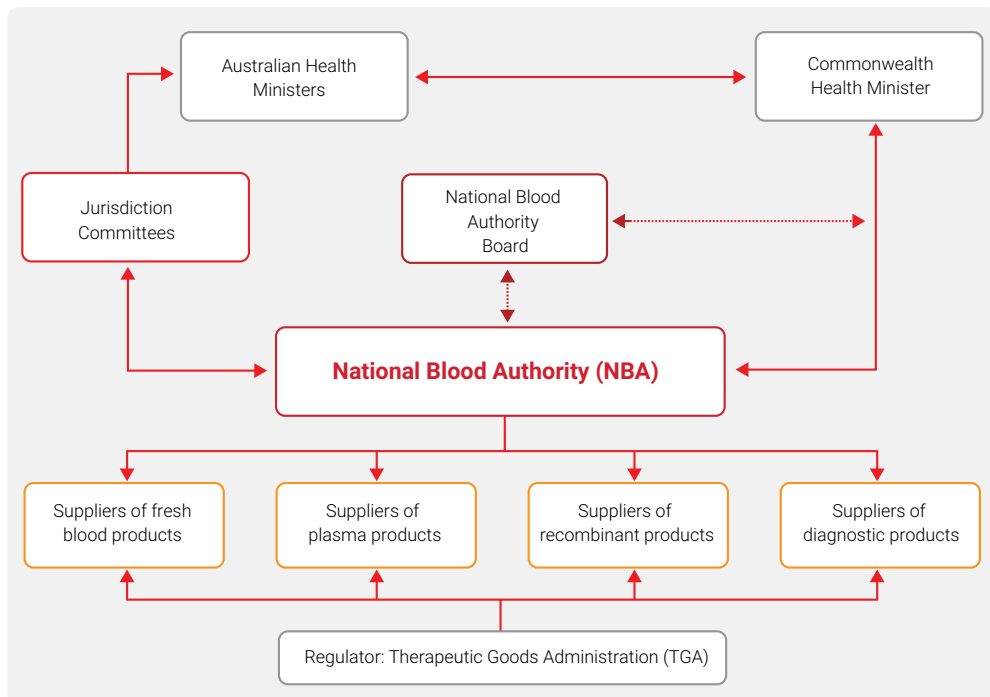 Australian Health
Ministers
Commonwealth
Health Minister
Jurisdiction
Committees
National Blood
Authority
Board
National Blood Authority (NBA)
Suppliers of fresh
blood products
Suppliers of
plasma products
Suppliers of
recombinant products
Suppliers of
diagnostic products
Regulator: Therapeutic Goods Administration (TGA)